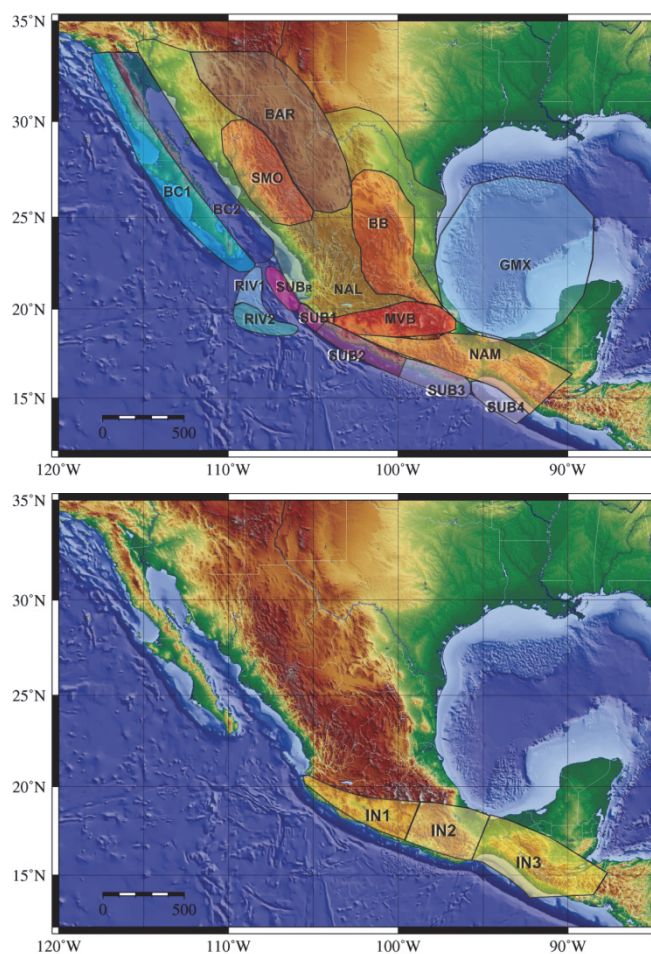 35°N
BAR
30°N
SMO
BC1
BC2
25°N
BB
GMX
RIV1
SUBR
NAL
20°N
RIV2
SUB1
MVB
SUB2
NAM
SUB3
15°N
SUB4
0 500
120°W 110°W 100°W 90°W
35°N
30°N
25°N
20°N
IN1
IN2
IN3
15°N
0 500
120°W 110°W 100°W 90°W